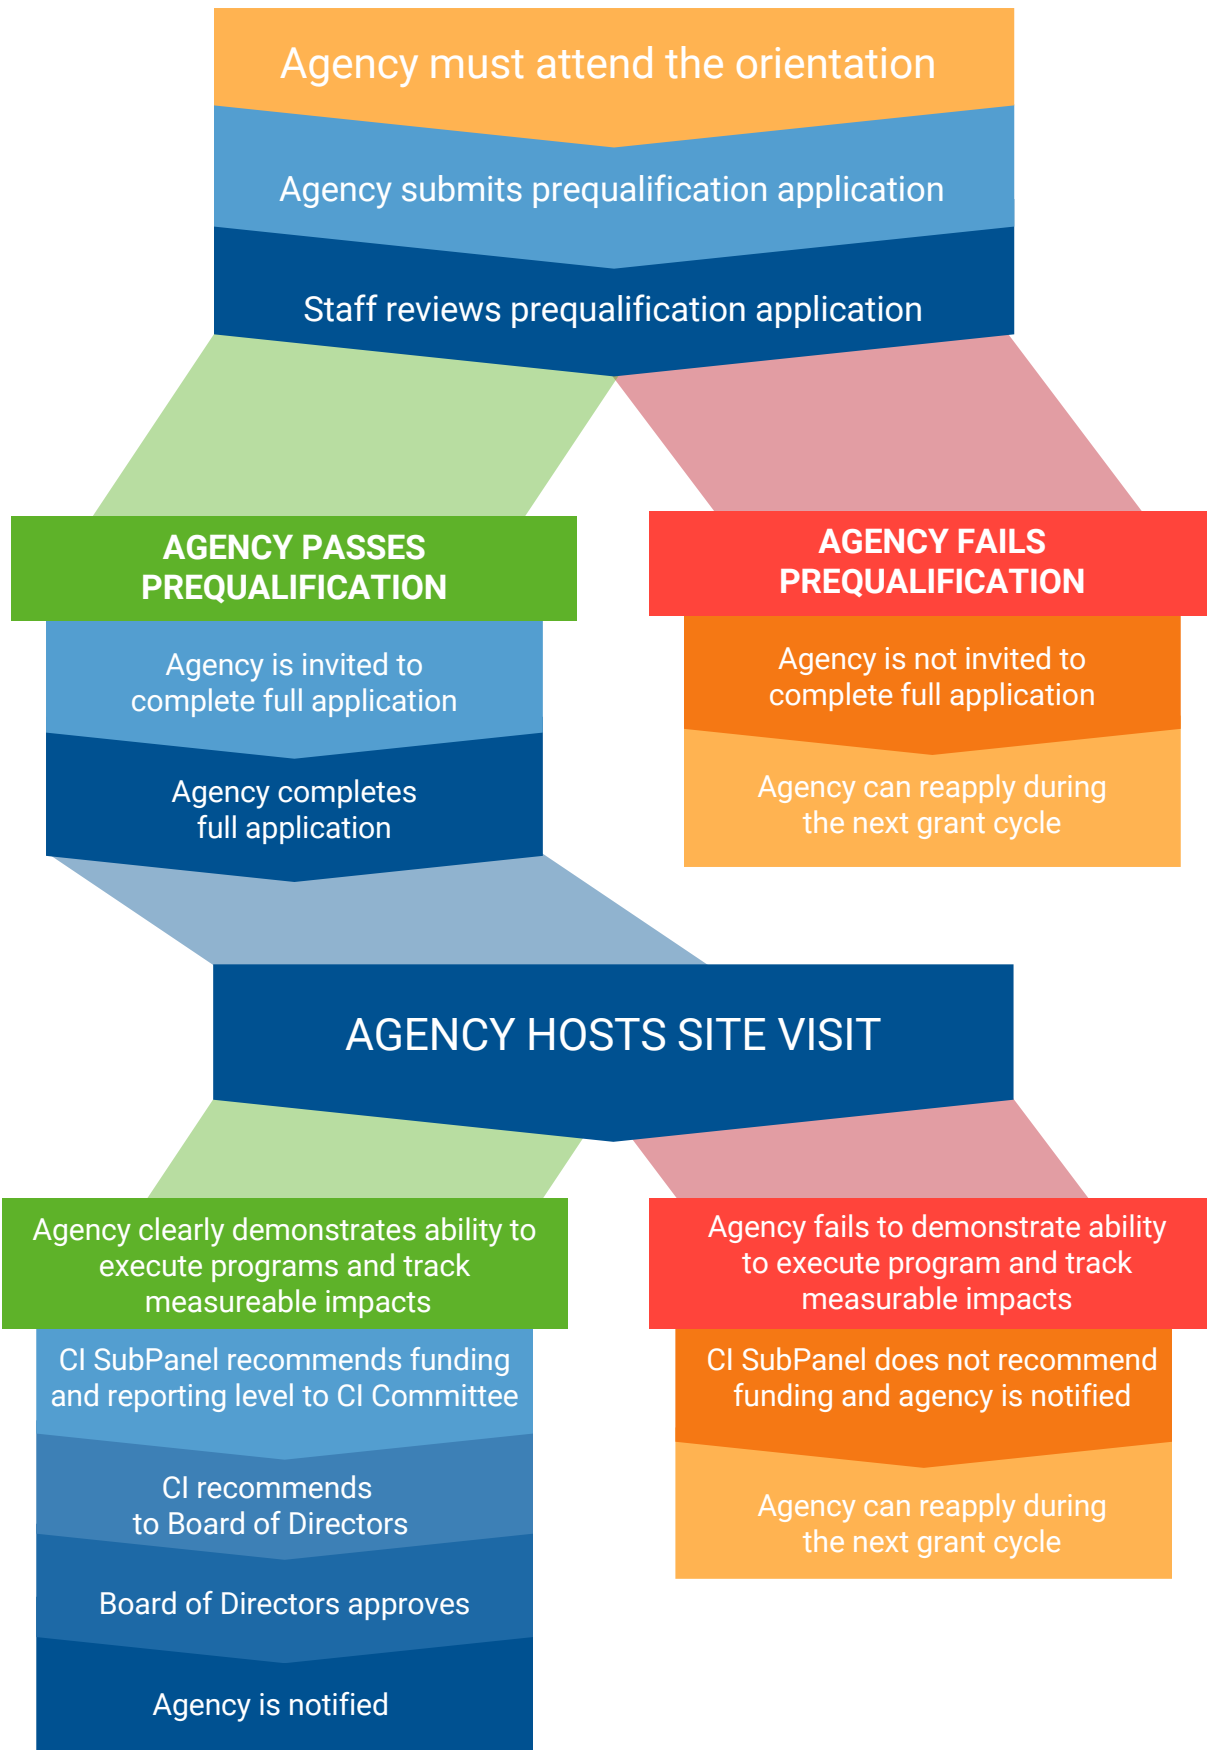 Agency must attend the orientation
Agency submits prequalification application
Staff reviews prequalification application
AGENCY PASSES
PREQUALIFICATION
Agency is invited to
complete full application
Agency completes
full application
AGENCY FAILS
PREQUALIFICATION
Agency is not invited to
complete full application
Agency can reapply during
the next grant cycle
AGENCY HOSTS SITE VISIT
Agency clearly demonstrates ability to
execute programs and track
measureable impacts
CI SubPanel recommends funding
and reporting level to CI Committee
CI recommends
to Board of Directors
Board of Directors approves
Agency is notified
Agency fails to demonstrate ability
to execute program and track
measurable impacts
CI SubPanel does not recommend
funding and agency is notified
Agency can reapply during
the next grant cycle